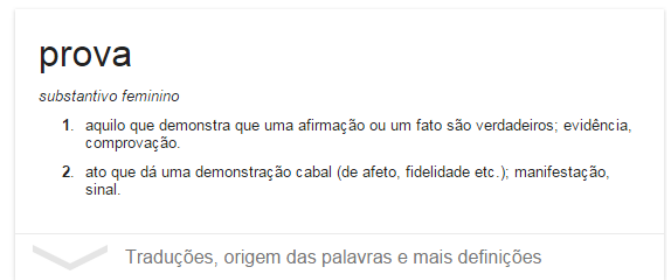 prova
substantivo feminino
1. aquilo que demonstra que uma afirmação ou um fato são verdadeiros; evidência,
comprovação.
2. ato que dá uma demonstração cabal (de afeto, fidelidade etc.); manifestação,
sinal.
Traduções, origem das palavras e mais definições